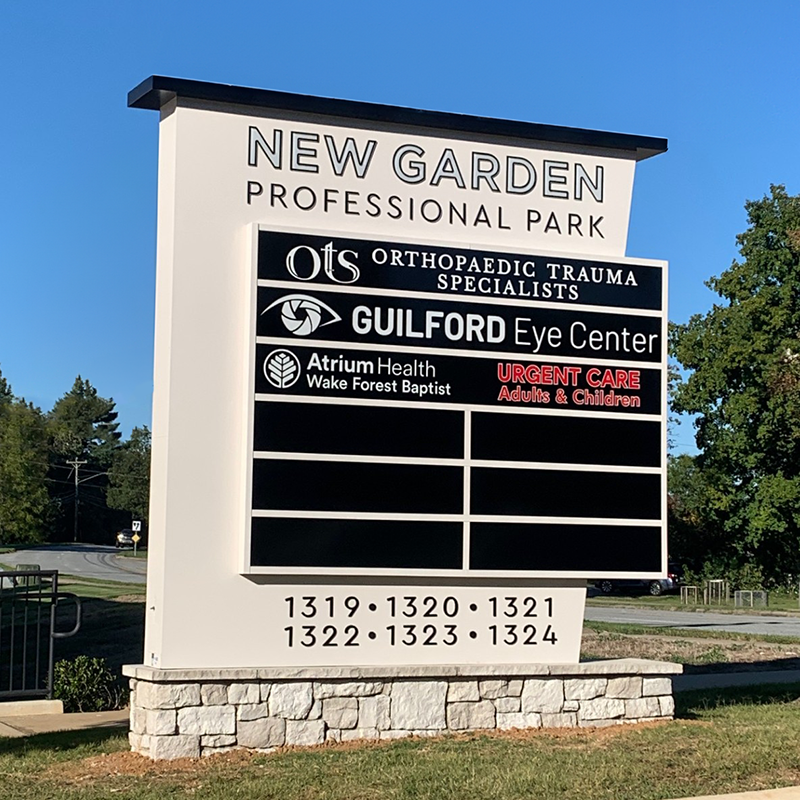 NEW GARDEN
PROFESSIONAL PARK
OTS ORTHOPAEDIC TRAUMA
SPECIALISTS
GUILFORD Eye Center
Atrium Health
Wake Forest Baptist
URGENT CARE
Adults & Children
1319 • 1320 • 1321
1322 • 1323 • 1324